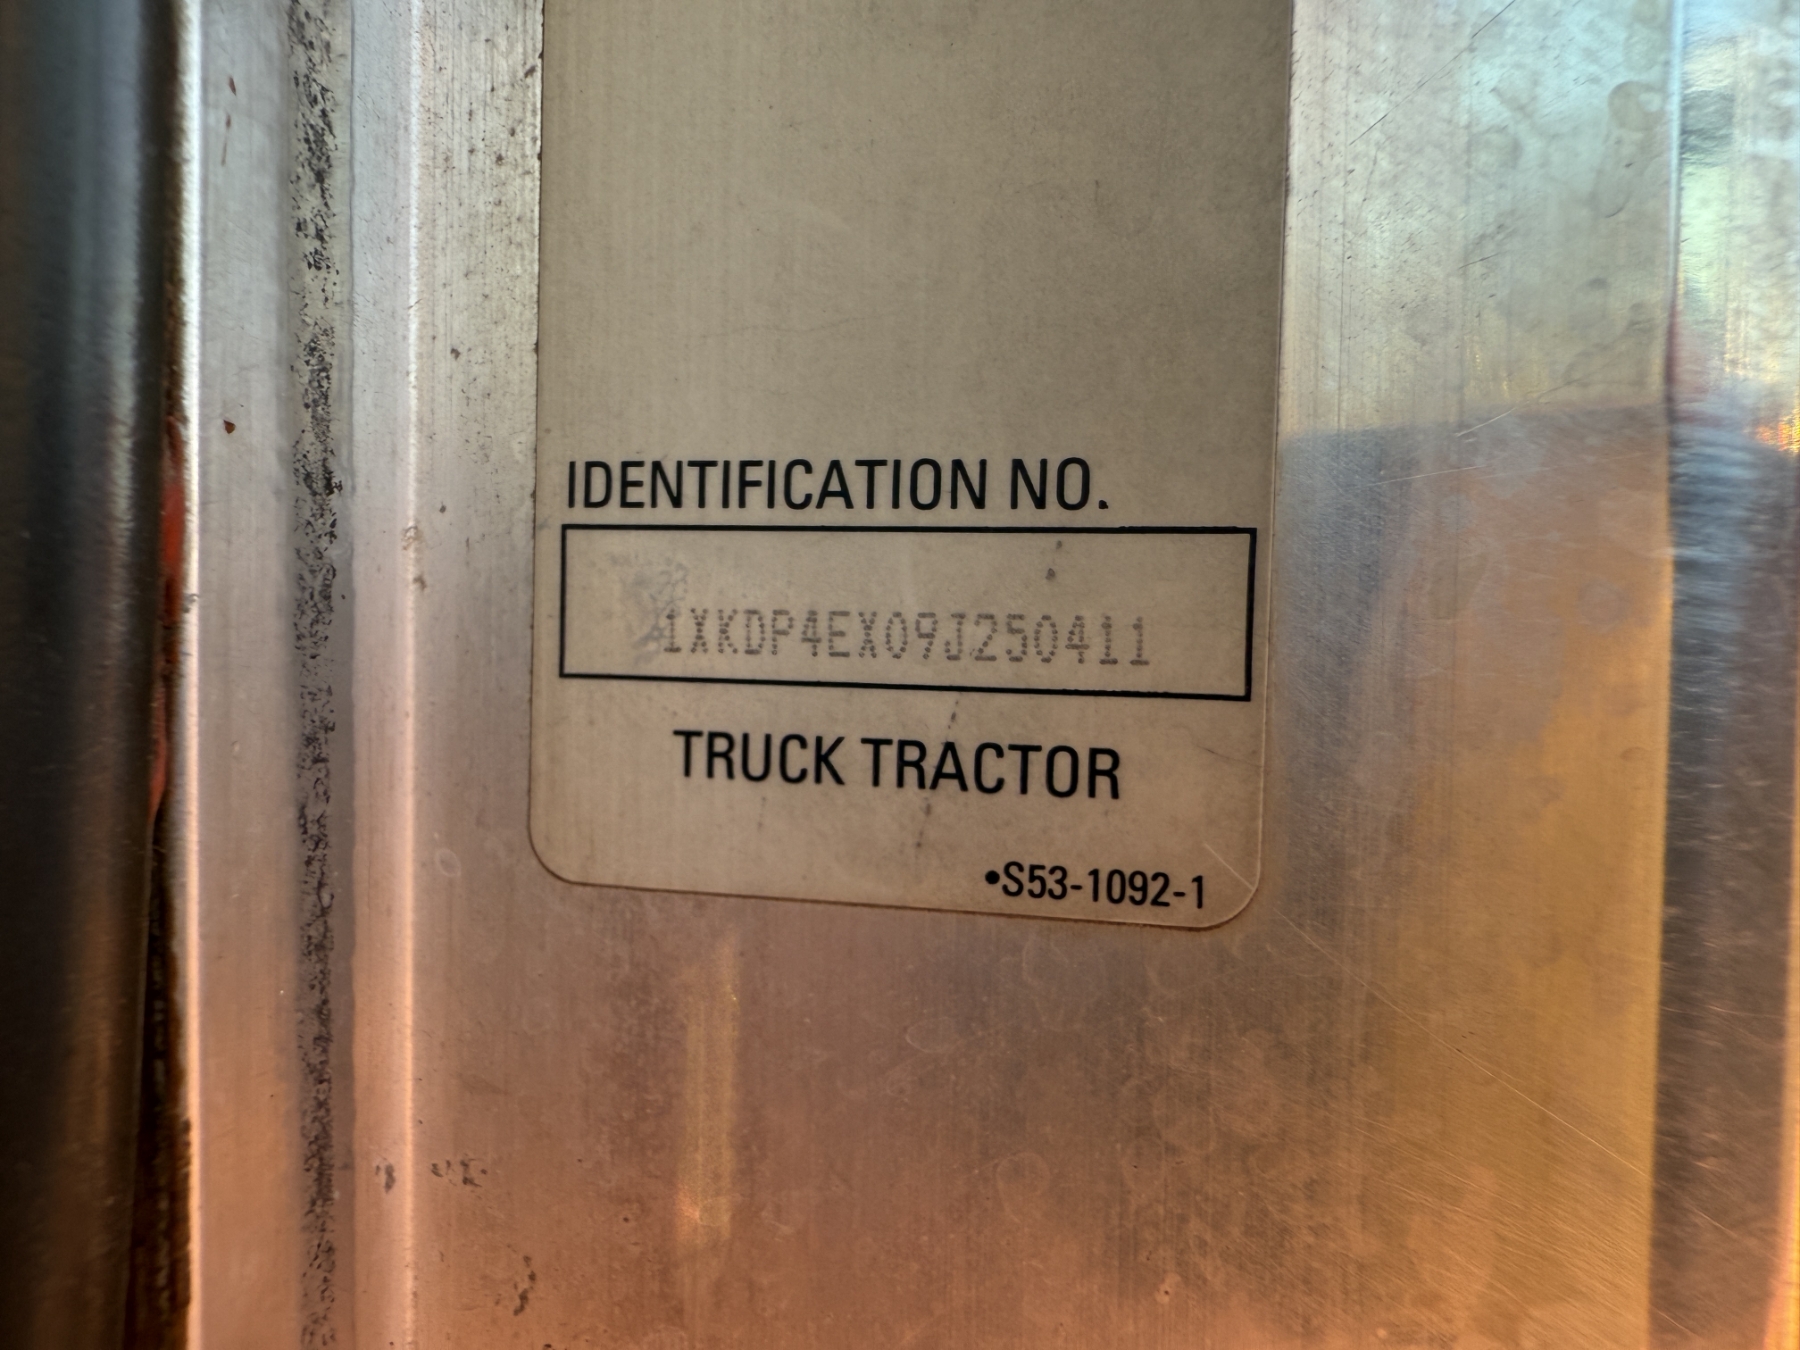 IDENTIFICATION NO.
1XKDP4EX09J250411
TRUCK TRACTOR
•S53-1092-1